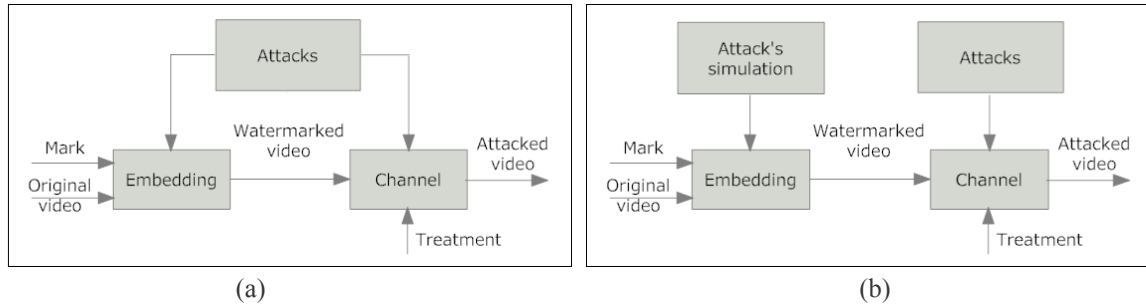 Attacks
Watermarked
video
Attacked
video
Mark
Original
video
Embedding
Channel
Treatment
(a)
Attack's
simulation
Attacks
Watermarked
video
Attacked
video
Mark
Original
video
Embedding
Channel
Treatment
(b)